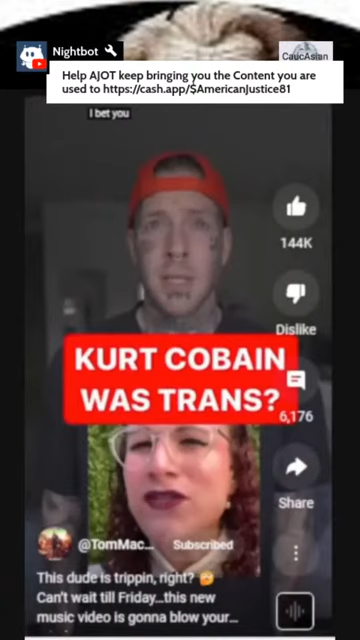 Nightbot
CaucAsian
Help AJOT keep bringing you the Content you are
used to https://cash.app/$AmericanJustice81
I bet you
144K
Dislike
KURT COBAIN
WAS TRANS?
6,176
Share
@TomMac... Subscribed
This dude is trippin, right?
Can't wait till Friday...this new
music video is gonna blow your...